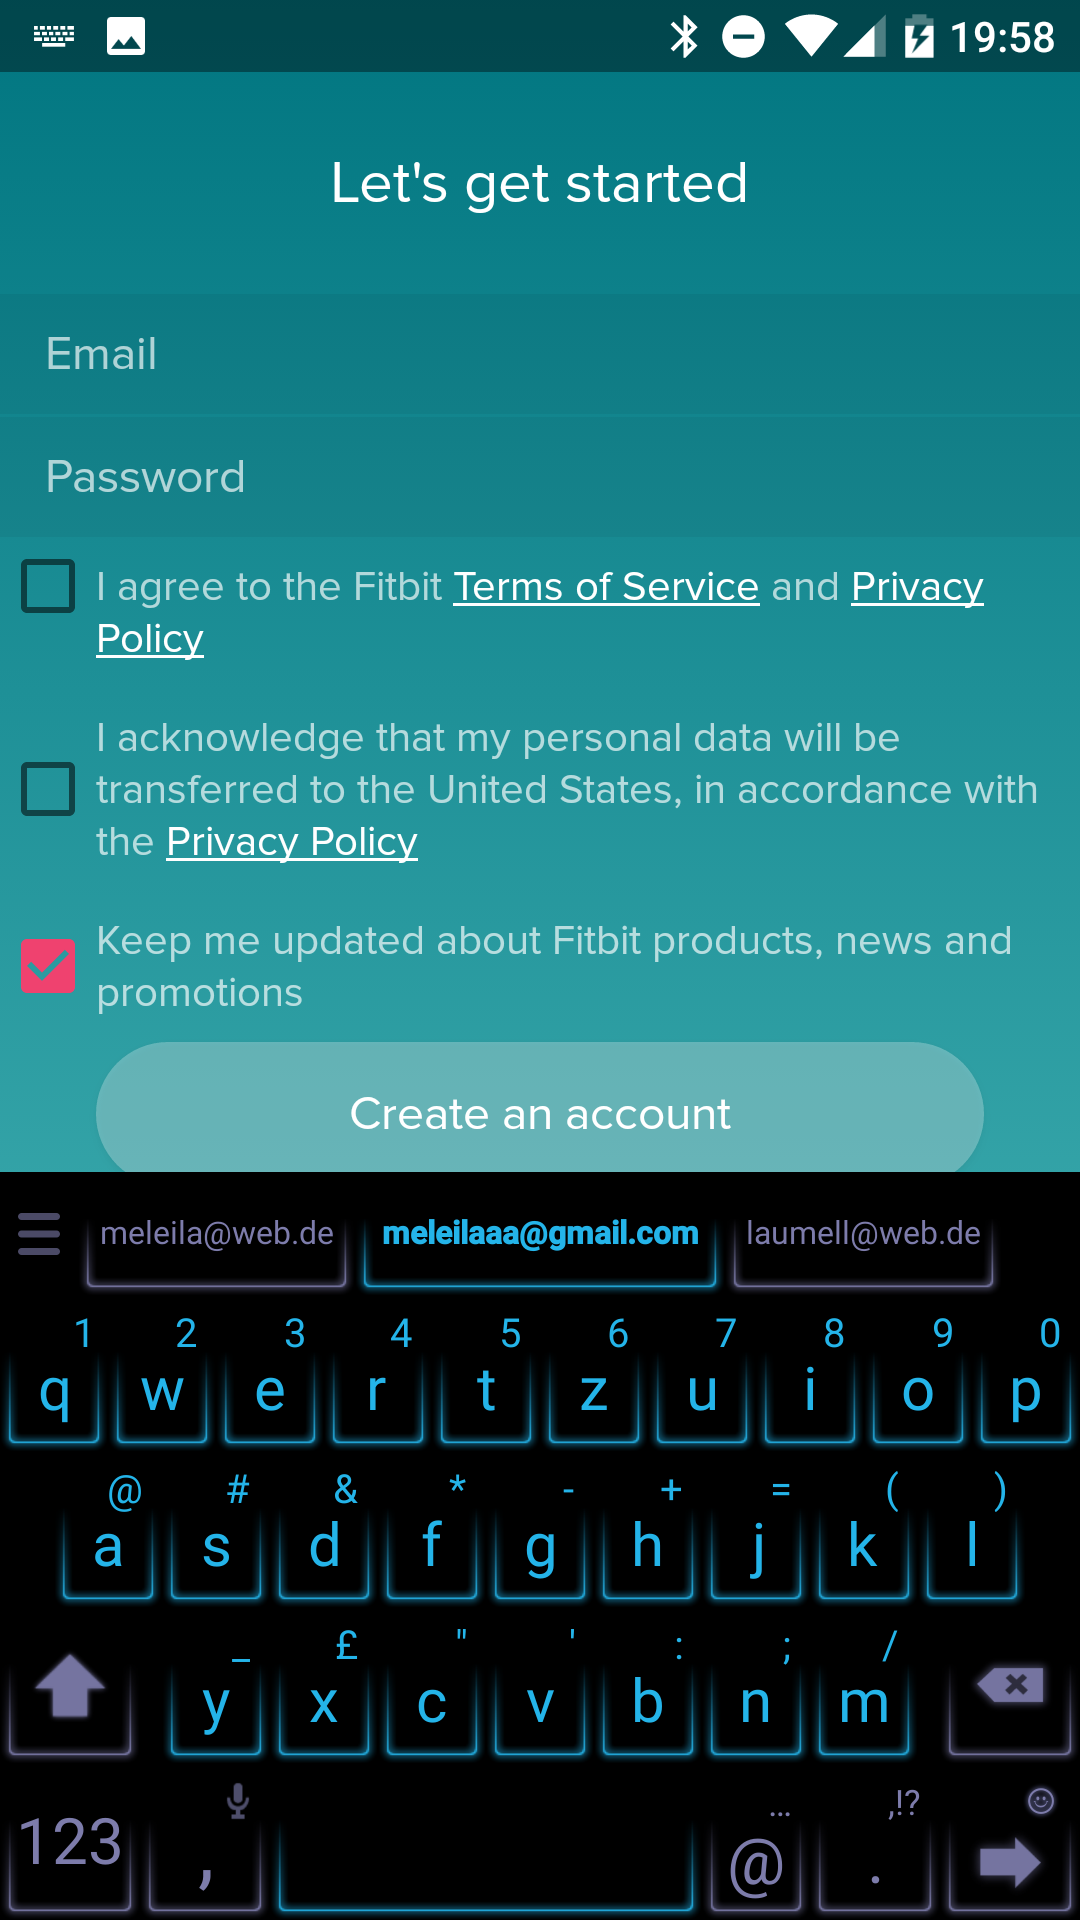 19:58
Let's get started
Email
Password
I agree to the Fitbit Terms of Service and Privacy
Policy
I acknowledge that my personal data will be
transferred to the United States, in accordance with
the Privacy Policy
Keep me updated about Fitbit products, news and
promotions
Create an account
meleila@web.de meleilaaa@gmail.com laumell@web.de
1 2 3 4 5 6 7 8 9 0
q w e r t z u i o p
@ # & * - + = ( )
a s d f g h j k l
_ £ " ' : ; /
y x c v b n m
... ,!?
123 , @ .